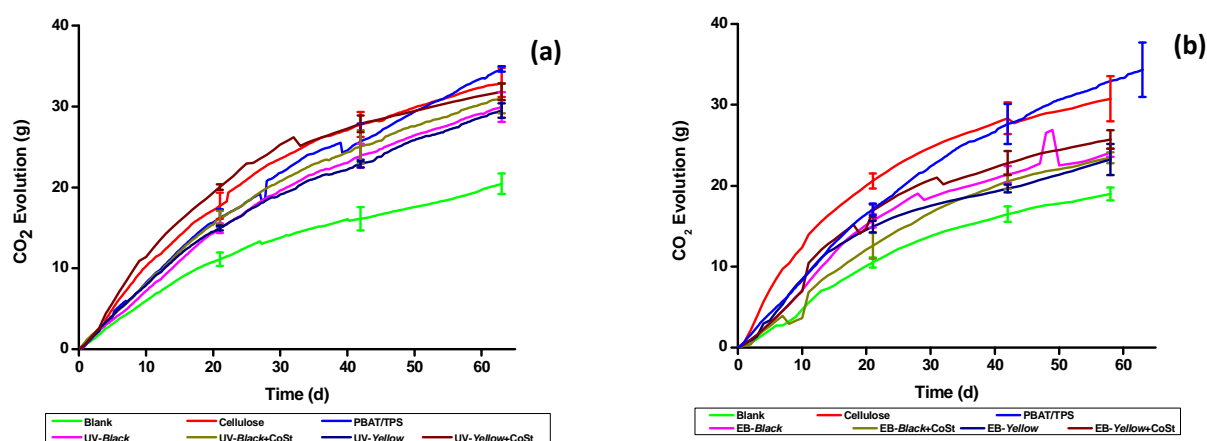 (a)
CO2 Evolution (g)
40
30
20
10
0
0 10 20 30 40 50 60
Time (d)
Blank Cellulose PBAT/TPS
UV-Black UV-Black+CoSt UV-Yellow UV-Yellow+CoSt
(b)
CO2 Evolution (g)
40
30
20
10
0
0 10 20 30 40 50 60
Time (d)
Blank Cellulose PBAT/TPS
EB-Black EB-Black+CoSt EB-Yellow EB-Yellow+CoSt